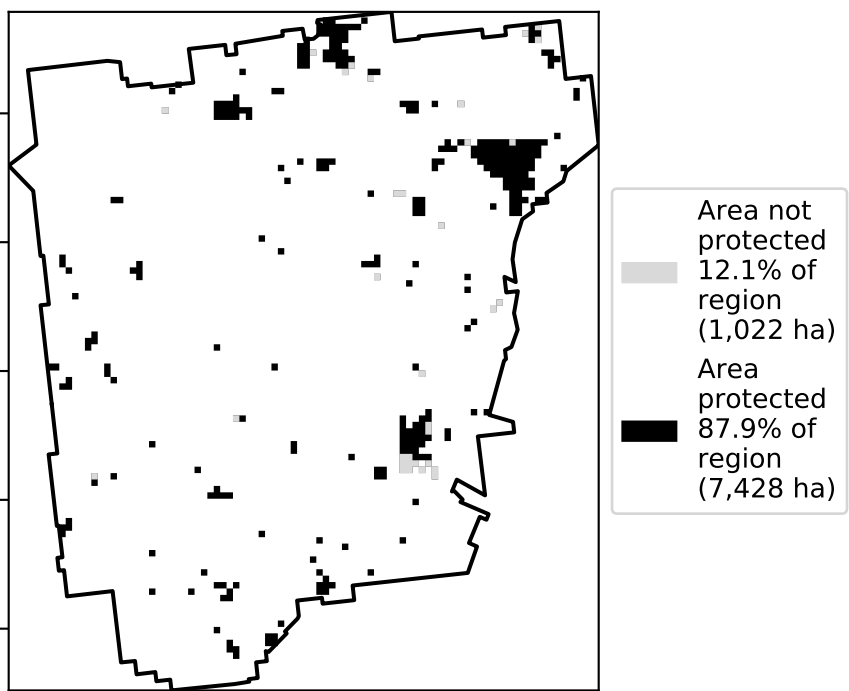 Area not
protected
12.1% of
region
(1,022 ha)
Area
protected
87.9% of
region
(7,428 ha)